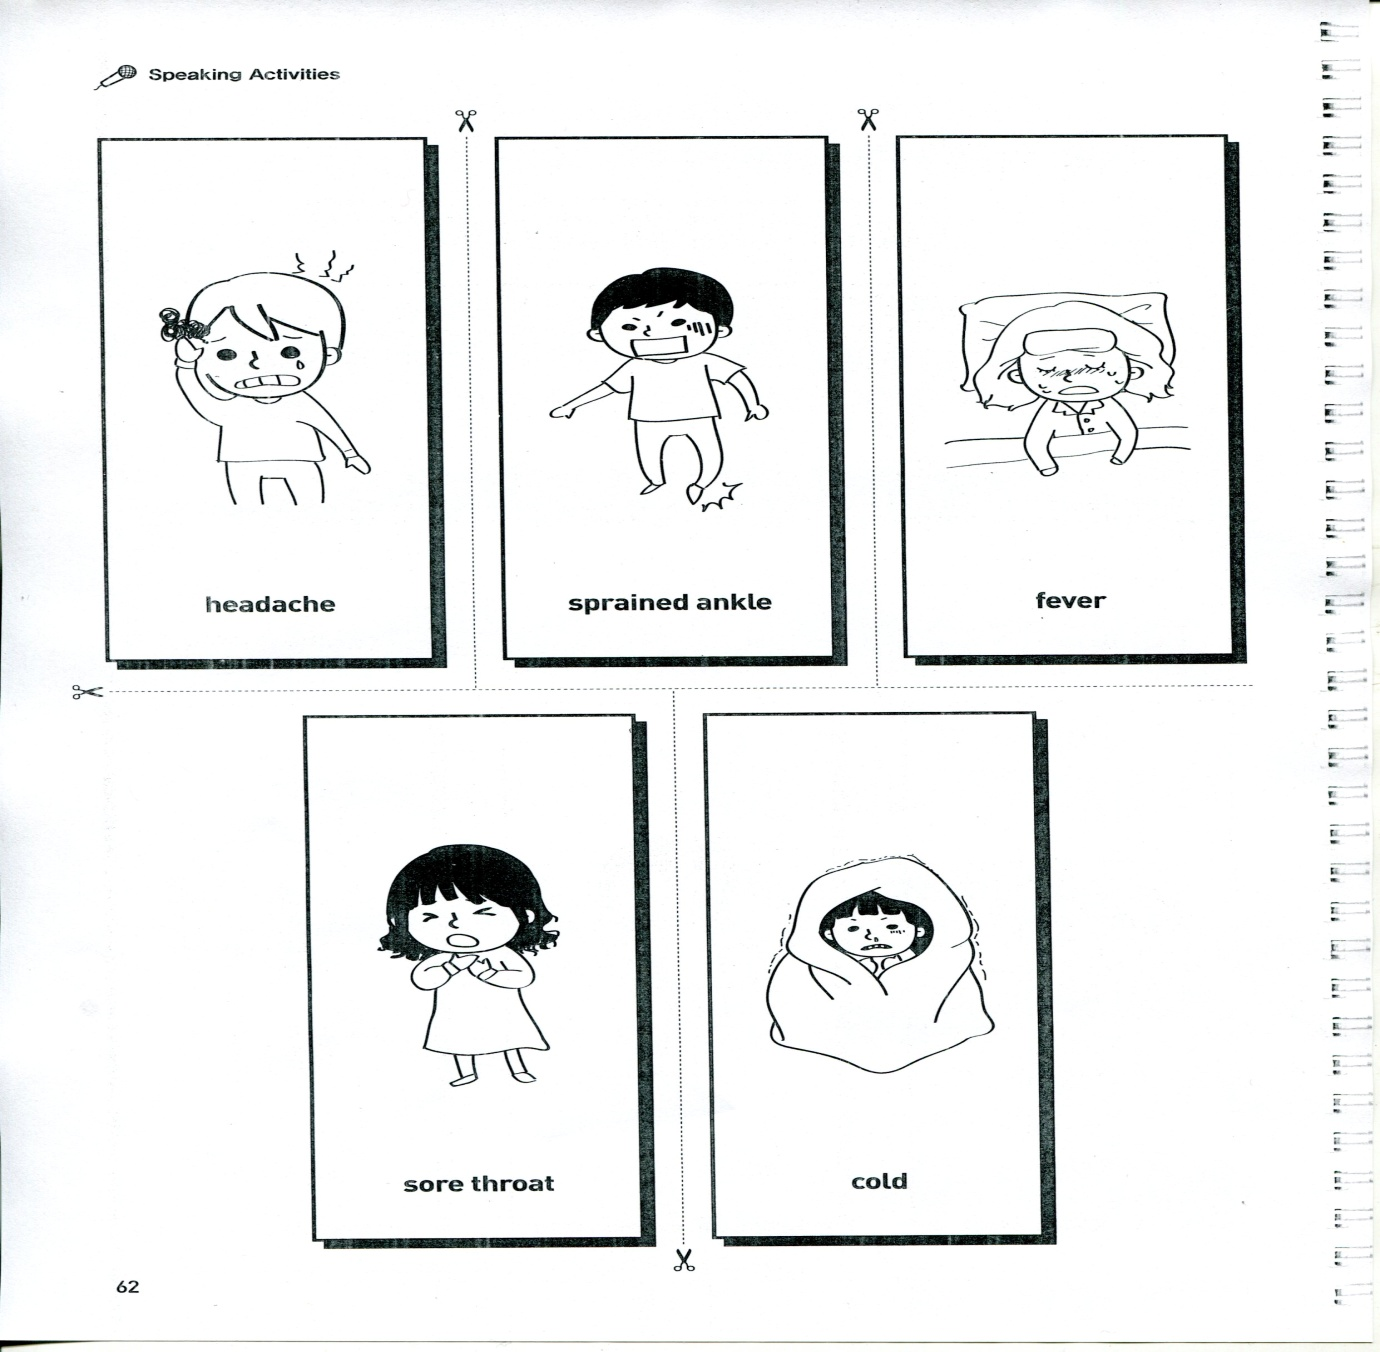 Speaking Activities
headache
sprained ankle
fever
sore throat
cold
62